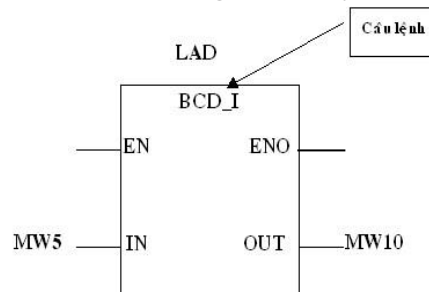 Câu lệnh
LAD
BCD_I
EN ENO
MW5 IN OUT MW10